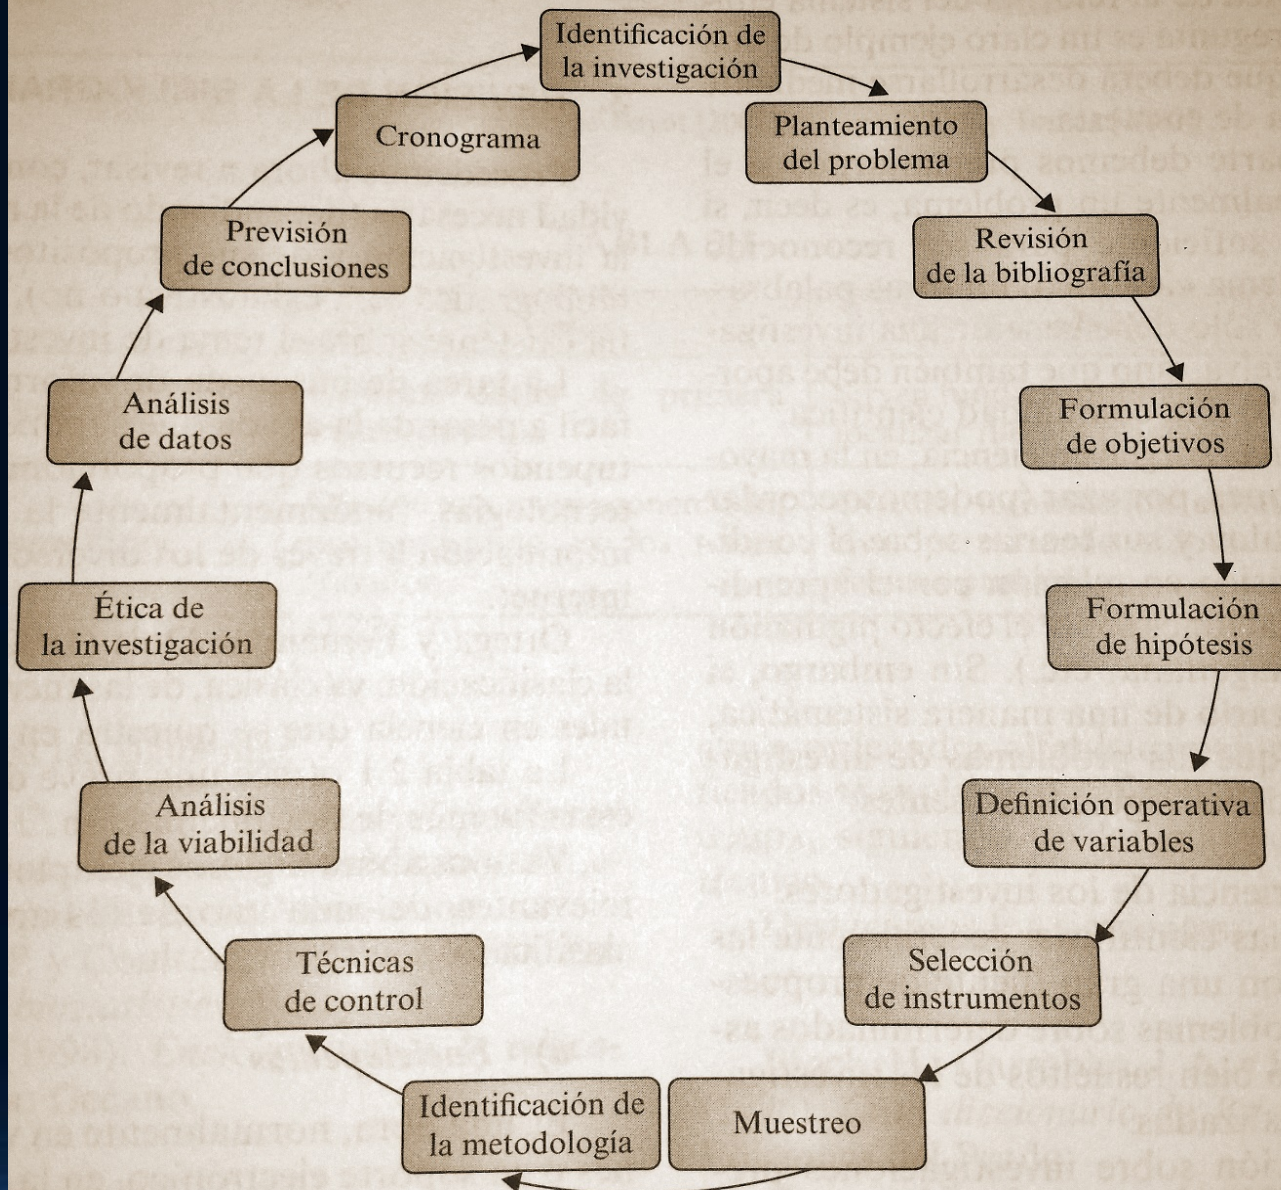 Identificación de
la investigación
Planteamiento
del problema
Revisión
de la bibliografía
Formulación
de objetivos
Formulación
de hipótesis
Definición operativa
de variables
Selección
de instrumentos
Muestreo
Identificación de
la metodología
Técnicas
de control
Análisis
de la viabilidad
Ética de
la investigación
Análisis
de datos
Previsión
de conclusiones
Cronograma